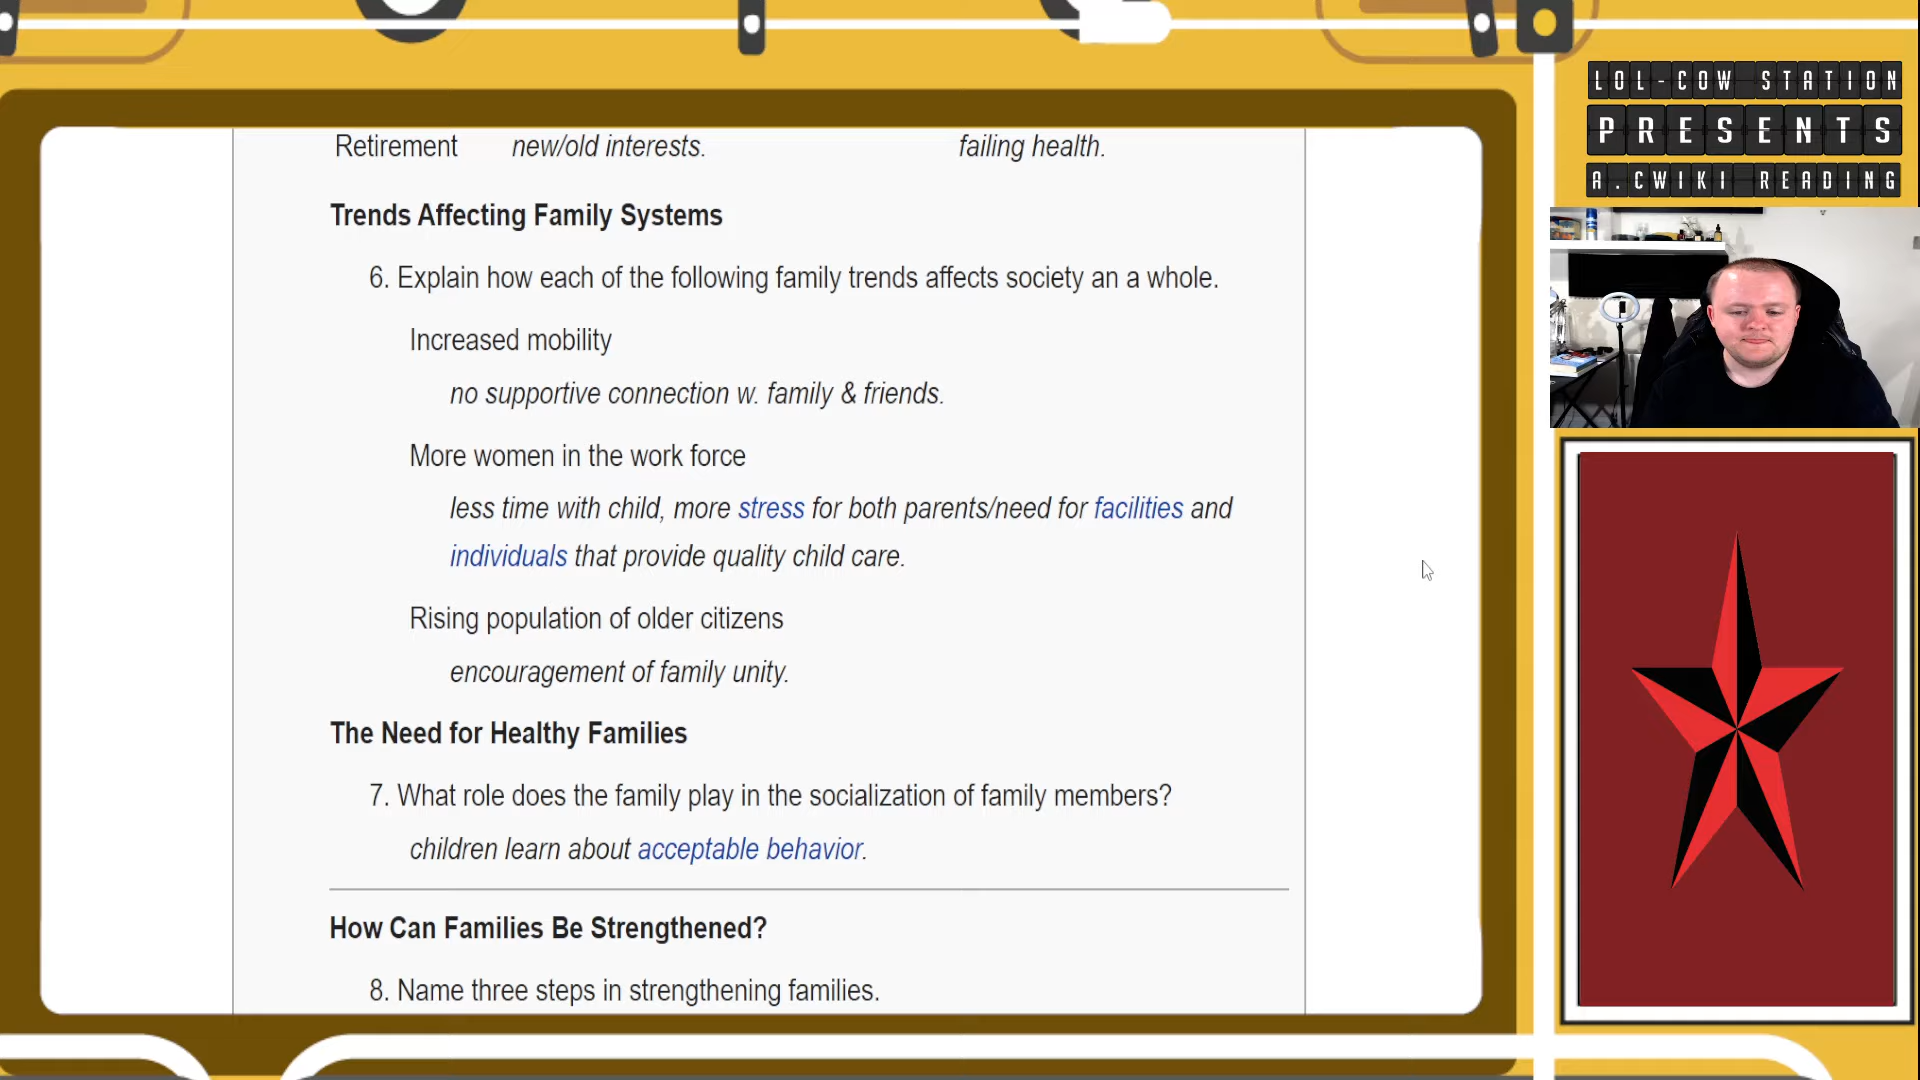 Retirement new/old interests. failing health.
Trends Affecting Family Systems
6. Explain how each of the following family trends affects society an a whole.
Increased mobility
no supportive connection w. family & friends.
More women in the work force
less time with child, more stress for both parents/need for facilities and
individuals that provide quality child care.
Rising population of older citizens
encouragement of family unity.
The Need for Healthy Families
7. What role does the family play in the socialization of family members?
children learn about acceptable behavior.
How Can Families Be Strengthened?
8. Name three steps in strengthening families.
LOL-COW STATION
PRESENTS
A.CWIKI READING